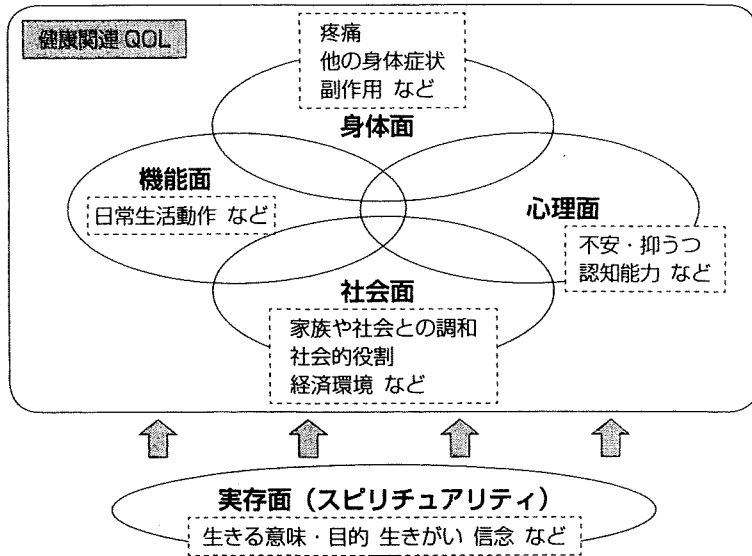 健康関連 QOL
疼痛
他の身体症状
副作用 など
身体面
機能面
日常生活動作 など
心理面
不安・抑うつ
認知能力 など
社会面
家族や社会との調和
社会的役割
経済環境 など
実存面（スピリチュアリティ）
生きる意味・目的 生きがい 信念 など